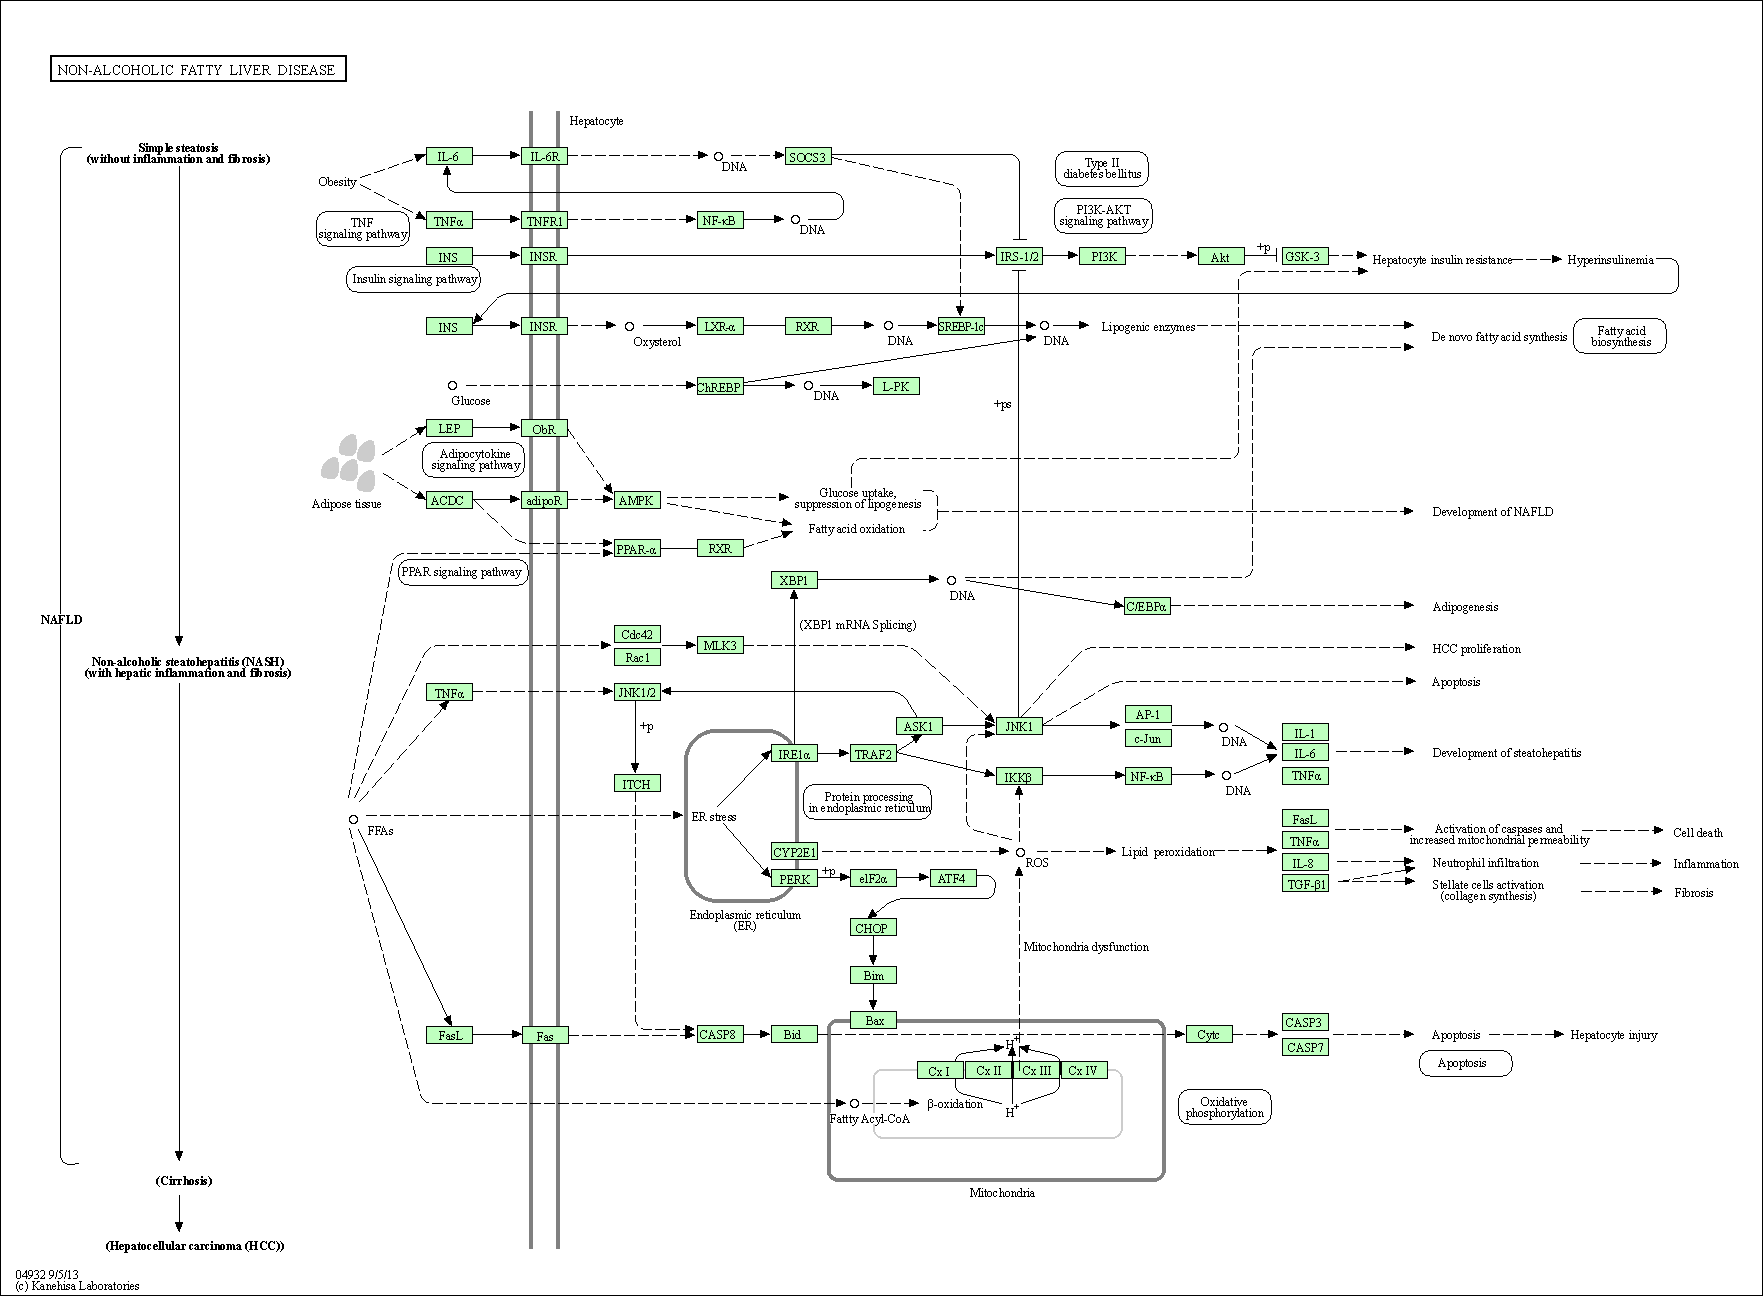 NON-ALCOHOLIC FATTY LIVER DISEASE
Hepatocyte
Simple steatosis
(without inflammation and fibrosis)
IL-6
IL-6R
DNA
SOCS3
Type II
diabetes bellitus
Obesity
TNF
signaling pathway
TNFα
TNFR1
NF-κB
DNA
PI3K-AKT
signaling pathway
INS
INSR
IRS-1/2
PI3K
Akt
+p
GSK-3
Hepatocyte insulin resistance
Hyperinsulinemia
Insulin signaling pathway
INS
INSR
Oxysterol
LXR-α
RXR
DNA
SREBP-1c
DNA
Lipogenic enzymes
De novo fatty acid synthesis
Fatty acid
biosynthesis
Glucose
ChREBP
DNA
L-PK
+ps
LEP
ObR
Adipocytokine
signaling pathway
Adipose tissue
ACDC
adipoR
AMPK
Glucose uptake,
suppression of lipogenesis
Fatty acid oxidation
Development of NAFLD
PPAR-α
RXR
PPAR signaling pathway
XBP1
DNA
C/EBPα
Adipogenesis
NAFLD
(XBP1 mRNA Splicing)
Cdc42
Rac1
MLK3
HCC proliferation
Non-alcoholic steatohepatitis (NASH)
(with hepatic inflammation and fibrosis)
Apoptosis
TNFα
JNK1/2
+p
ASK1
JNK1
AP-1
c-Jun
DNA
IL-1
IL-6
TNFα
Development of steatohepatitis
IRE1α
TRAF2
IKKβ
NF-κB
DNA
ITCH
Protein processing
in endoplasmic reticulum
FFAs
ER stress
CYP2E1
ROS
Lipid peroxidation
FasL
TNFα
IL-8
TGF-β1
Activation of caspases and
increased mitochondrial permeability
Cell death
Neutrophil infiltration
Inflammation
Stellate cells activation
(collagen synthesis)
Fibrosis
PERK
+p
eIF2α
ATF4
Endoplasmic reticulum
(ER)
CHOP
Mitochondria dysfunction
Bim
Bax
FasL
Fas
CASP8
Bid
Cytc
CASP3
CASP7
Apoptosis
Hepatocyte injury
Apoptosis
H+
Cx I
Cx II
Cx III
Cx IV
β-oxidation
H+
Fattty Acyl-CoA
Oxidative
phosphorylation
Mitochondria
(Cirrhosis)
(Hepatocellular carcinoma (HCC))
04932 9/5/13
(c) Kanehisa Laboratories